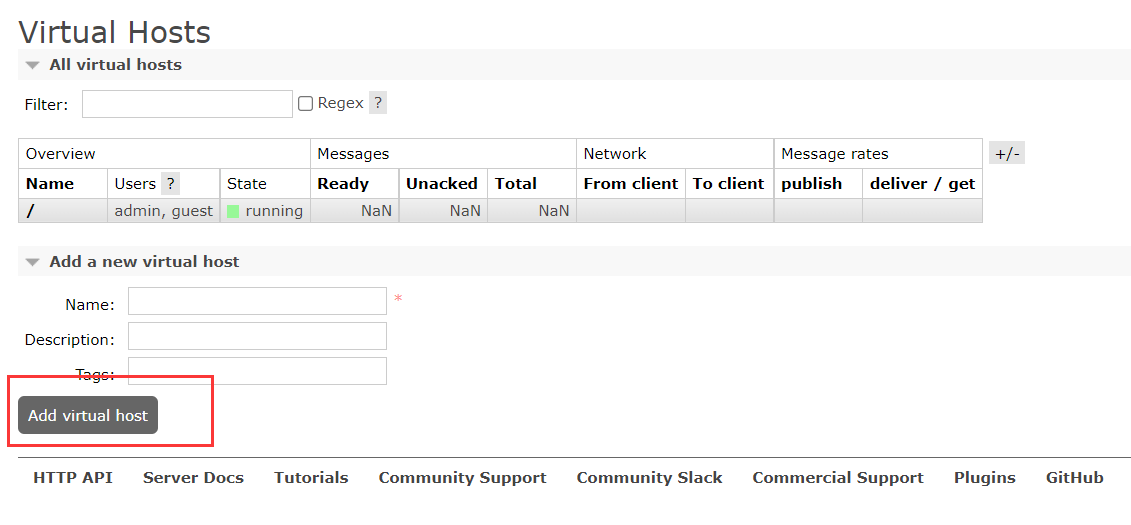 Virtual Hosts
All virtual hosts
Filter: Regex ?
Overview Messages Network Message rates +/-
Name Users ? State Ready Unacked Total From client To client publish deliver / get
/ admin, guest running NaN NaN NaN
Add a new virtual host
Name: *
Description:
Tags:
Add virtual host
HTTP API Server Docs Tutorials Community Support Community Slack Commercial Support Plugins GitHub